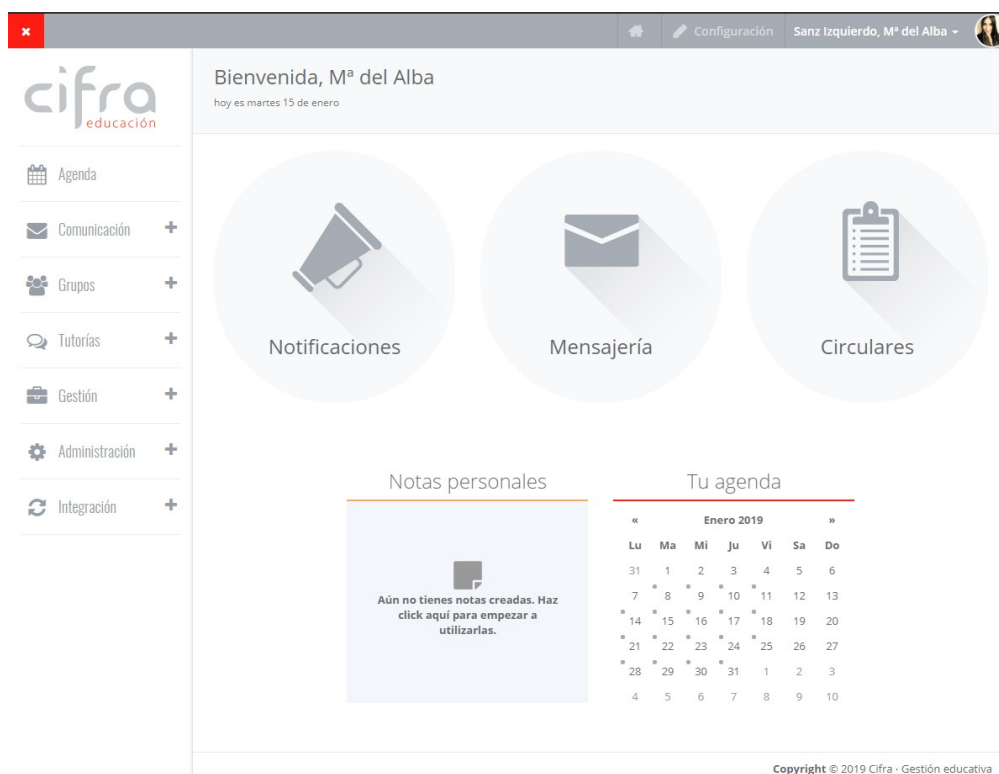 Configuración
Sanz Izquierdo, Mª del Alba
cifra
educación
Bienvenida, Mª del Alba
hoy es martes 15 de enero
Agenda
Comunicación +
Grupos +
Tutorías +
Gestión +
Administración +
Integración +
Notificaciones
Mensajería
Circulares
Notas personales
Aún no tienes notas creadas. Haz
click aquí para empezar a
utilizarlas.
Tu agenda
« Enero 2019 »
Lu Ma Mi Ju Vi Sa Do
31 1 2 3 4 5 6
7 8 9 10 11 12 13
14 15 16 17 18 19 20
21 22 23 24 25 26 27
28 29 30 31 1 2 3
4 5 6 7 8 9 10
Copyright © 2019 Cifra · Gestión educativa